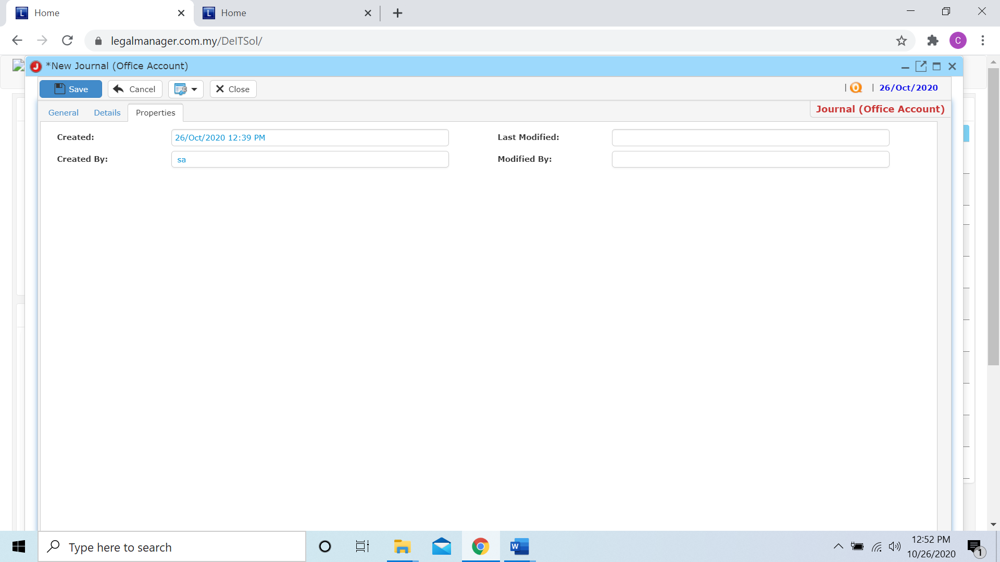 Home
Home
legalmanager.com.my/DeITSol/
*New Journal (Office Account)
Save
Cancel
Close
| Q | 26/Oct/2020
General
Details
Properties
Journal (Office Account)
Created:
26/Oct/2020 12:39 PM
Last Modified:
Created By:
sa
Modified By:
Type here to search
12:52 PM
10/26/2020
1